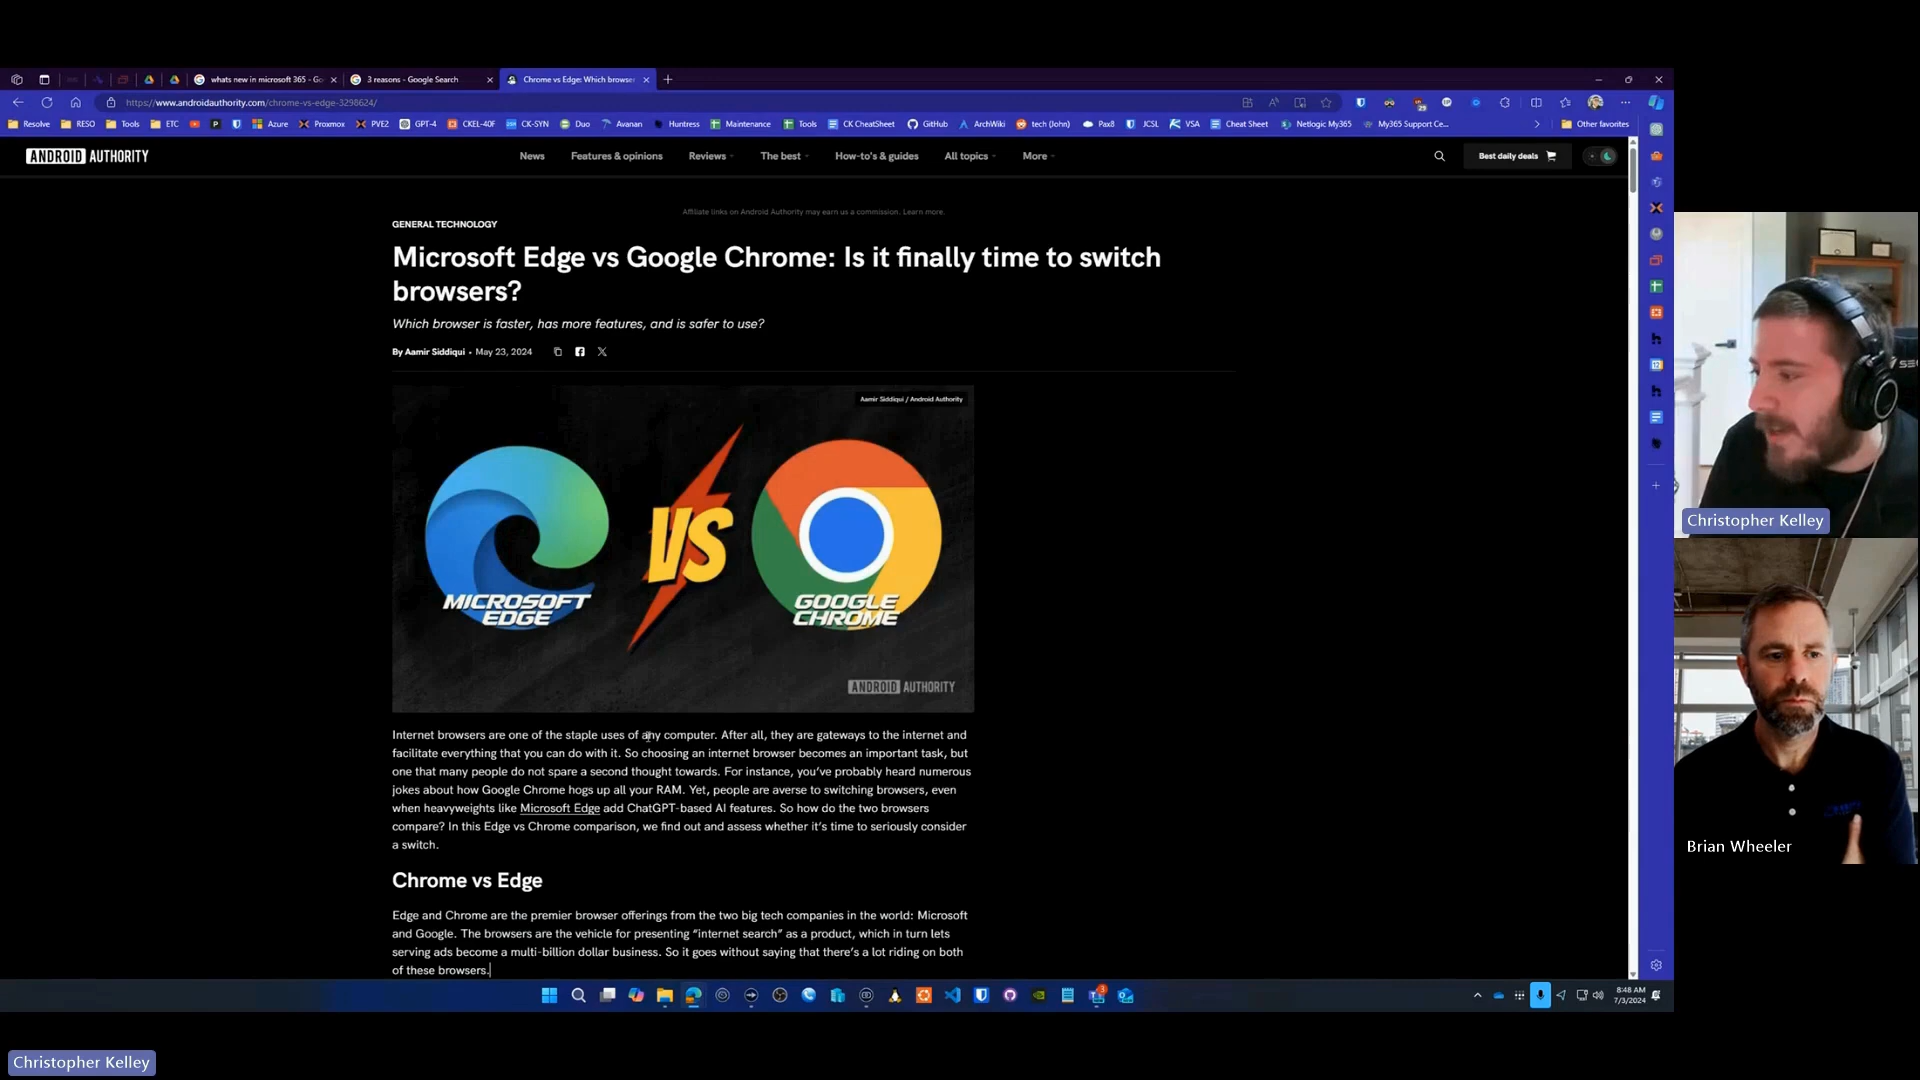 whats new in microsoft 365 - Go
3 reasons - Google Search
Chrome vs Edge: Which browser
https://www.androidauthority.com/chrome-vs-edge-3298624/
Resolve
RESO
Tools
ETC
Azure
Proxmox
PVE2
GPT-4
CKEL-40F
CK-SYN
Duo
Avanan
Huntress
Maintenance
Tools
CK CheatSheet
GitHub
ArchWiki
tech (John)
Pax8
JCSL
VSA
Cheat Sheet
Netlogic My365
My365 Support Ce...
Other favorites
ANDROID AUTHORITY
News
Features & opinions
Reviews
The best
How-to's & guides
All topics
More
Best daily deals
Affiliate links on Android Authority may earn us a commission. Learn more.
GENERAL TECHNOLOGY
Microsoft Edge vs Google Chrome: Is it finally time to switch
browsers?
Which browser is faster, has more features, and is safer to use?
By Aamir Siddiqui • May 23, 2024
Aamir Siddiqui / Android Authority
MICROSOFT
EDGE
VS
GOOGLE
CHROME
ANDROID AUTHORITY
Internet browsers are one of the staple uses of any computer. After all, they are gateways to the internet and
facilitate everything that you can do with it. So choosing an internet browser becomes an important task, but
one that many people do not spare a second thought towards. For instance, you've probably heard numerous
jokes about how Google Chrome hogs up all your RAM. Yet, people are averse to switching browsers, even
when heavyweights like Microsoft Edge add ChatGPT-based AI features. So how do the two browsers
compare? In this Edge vs Chrome comparison, we find out and assess whether it's time to seriously consider
a switch.
Chrome vs Edge
Edge and Chrome are the premier browser offerings from the two big tech companies in the world: Microsoft
and Google. The browsers are the vehicle for presenting “internet search” as a product, which in turn lets
serving ads become a multi-billion dollar business. So it goes without saying that there's a lot riding on both
of these browsers.
8:48 AM
7/3/2024
Christopher Kelley
Brian Wheeler
Christopher Kelley